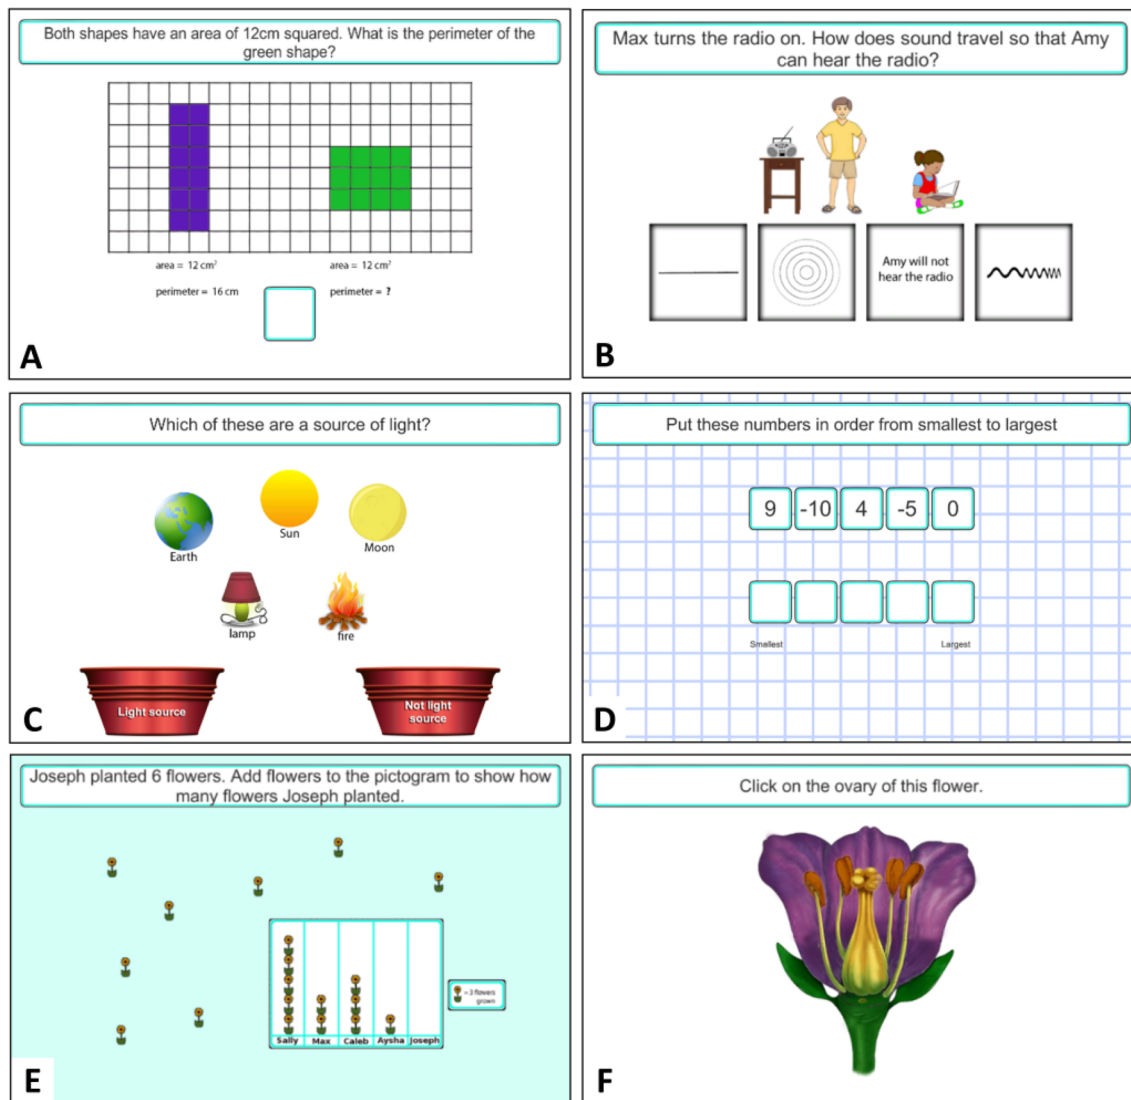 Both shapes have an area of 12cm squared. What is the perimeter of the
green shape?
area = 12 cm²
area = 12 cm²
perimeter = 16 cm
perimeter = ?
A
Max turns the radio on. How does sound travel so that Amy
can hear the radio?
Amy will not
hear the radio
B
Which of these are a source of light?
Earth
Sun
Moon
lamp
fire
Light source
Not light
source
C
Put these numbers in order from smallest to largest
9 -10 4 -5 0
Smallest
Largest
D
Joseph planted 6 flowers. Add flowers to the pictogram to show how
many flowers Joseph planted.
= 3 flowers
grown
Sally Max Caleb Aysha Joseph
E
Click on the ovary of this flower.
F